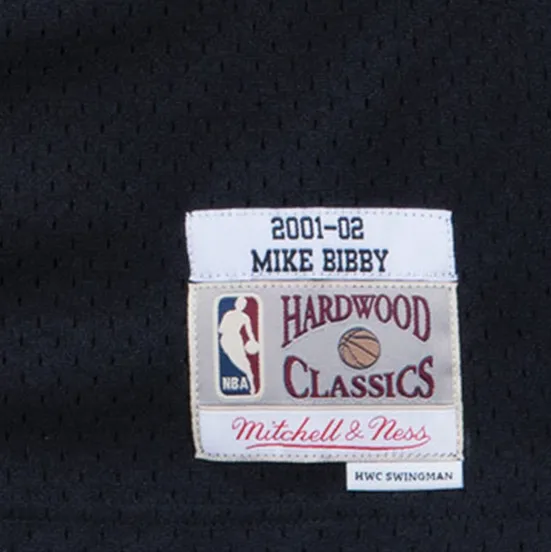 2001-02
MIKE BIBBY
HARDWOOD
NBA
CLASSICS
Mitchell & Ness
HWC SWINGMAN